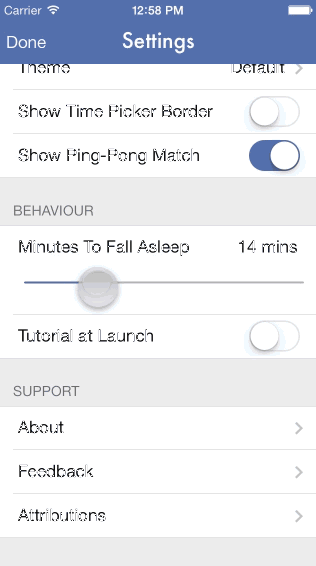 Carrier 12:58 PM
Done Settings
Theme Default
Show Time Picker Border
Show Ping-Pong Match
BEHAVIOUR
Minutes To Fall Asleep 14 mins
Tutorial at Launch
SUPPORT
About
Feedback
Attributions